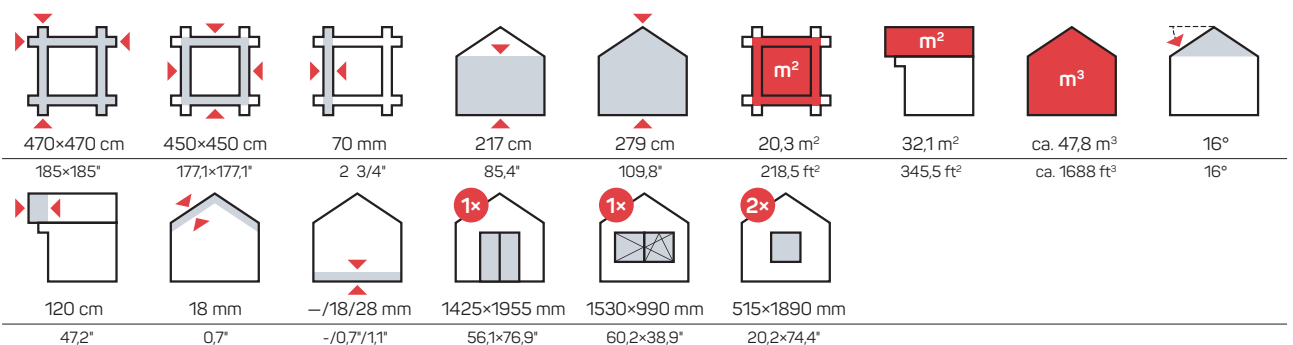 m² m² m³
470×470 cm 450×450 cm 70 mm 217 cm 279 cm 20,3 m² 32,1 m² ca. 47,8 m³ 16°
185×185" 177,1×177,1" 2 3/4" 85,4" 109,8" 218,5 ft² 345,5 ft² ca. 1688 ft³ 16°
1× 1× 2×
120 cm 18 mm —/18/28 mm 1425×1955 mm 1530×990 mm 515×1890 mm
47,2" 0,7" -/0,7"/1,1" 56,1×76,9" 60,2×38,9" 20,2×74,4"